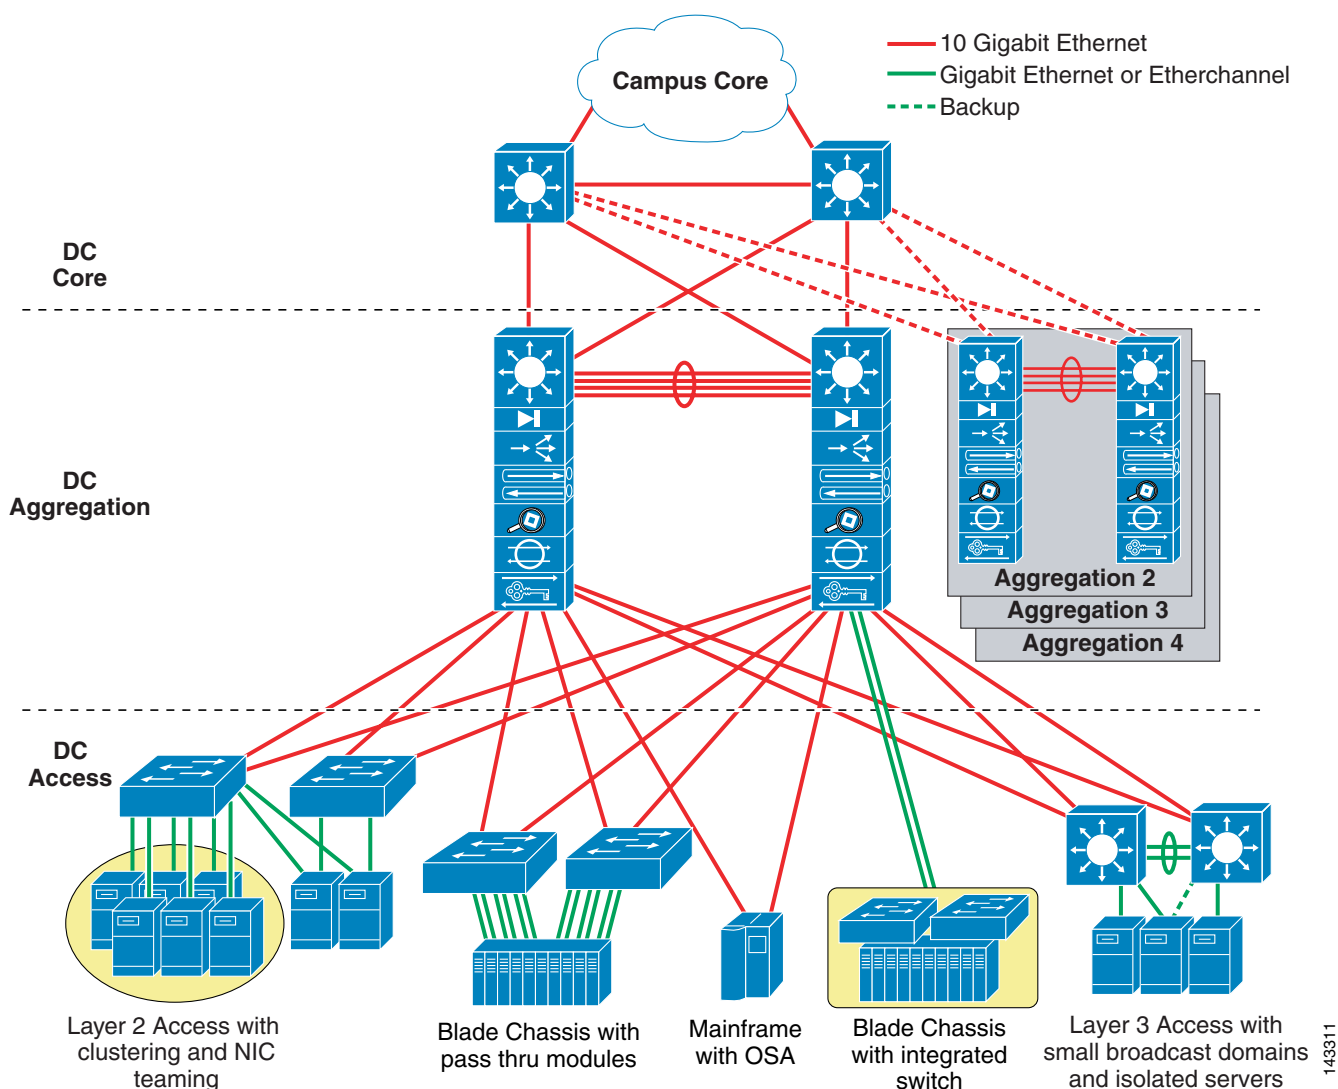 10 Gigabit Ethernet
Gigabit Ethernet or Etherchannel
Backup
Campus Core
DC
Core
DC
Aggregation
Aggregation 2
Aggregation 3
Aggregation 4
DC
Access
Layer 2 Access with
clustering and NIC
teaming
Blade Chassis with
pass thru modules
Mainframe
with OSA
Blade Chassis
with integrated
switch
Layer 3 Access with
small broadcast domains
and isolated servers
143311